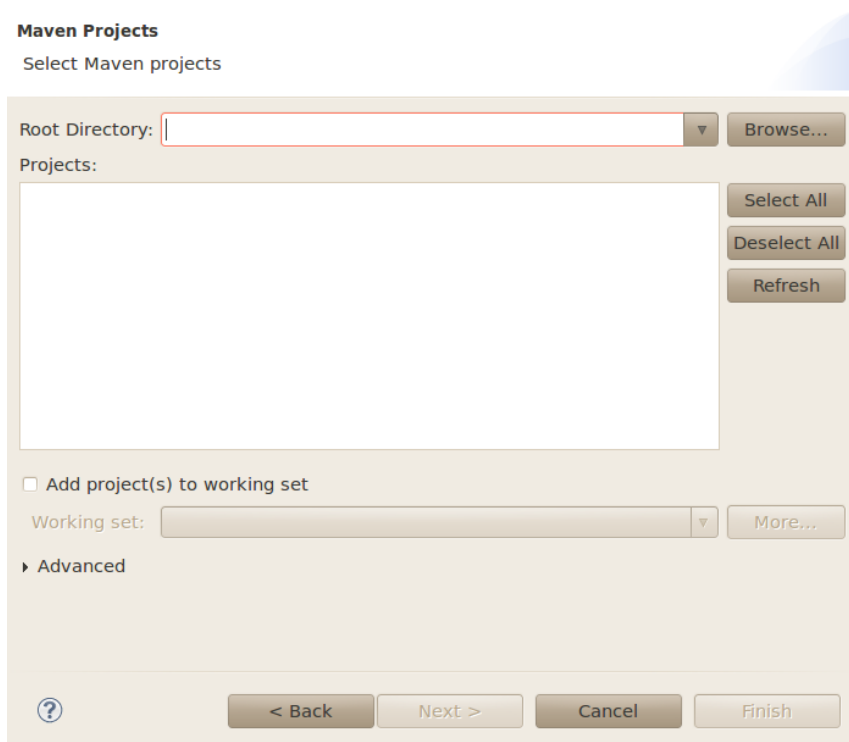 Maven Projects
Select Maven projects
Root Directory:
Browse...
Projects:
Select All
Deselect All
Refresh
Add project(s) to working set
Working set:
More...
Advanced
?
< Back
Next >
Cancel
Finish